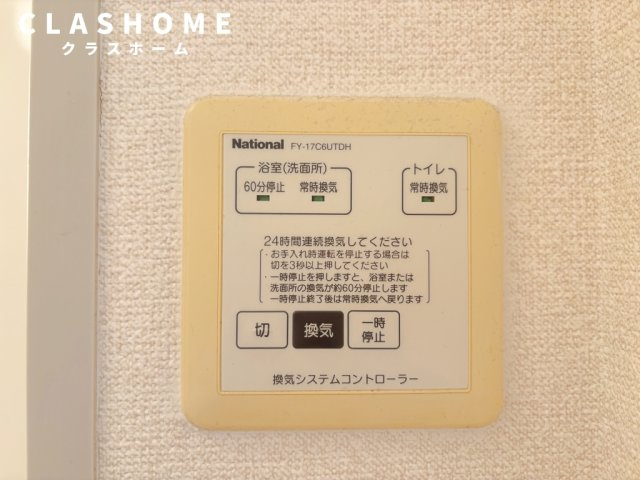 CLASHOME
クラスホーム
National FY-17C6UTDH
浴室(洗面所)
60分停止 常時換気
トイレ
常時換気
24時間連続換気してください
・お手入れ時運転を停止する場合は
切を3秒以上押してください
・一時停止を押しますと、浴室または
洗面所の換気が約60分停止します
一時停止終了後は常時換気へ戻ります
切
換気
一時
停止
換気システムコントローラー